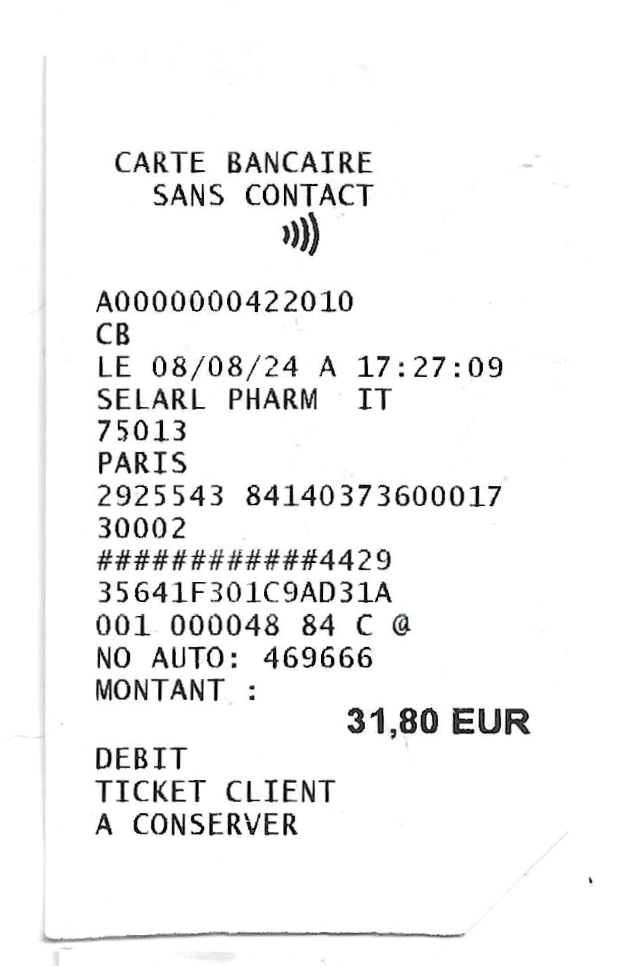 CARTE BANCAIRE
SANS CONTACT
A0000000422010
CB
LE 08/08/24 A 17:27:09
SELARL PHARM IT
75013
PARIS
2925543 84140373600017
30002
############4429
35641F301C9AD31A
001 000048 84 C @
NO AUTO: 469666
MONTANT :
31,80 EUR
DEBIT
TICKET CLIENT
A CONSERVER